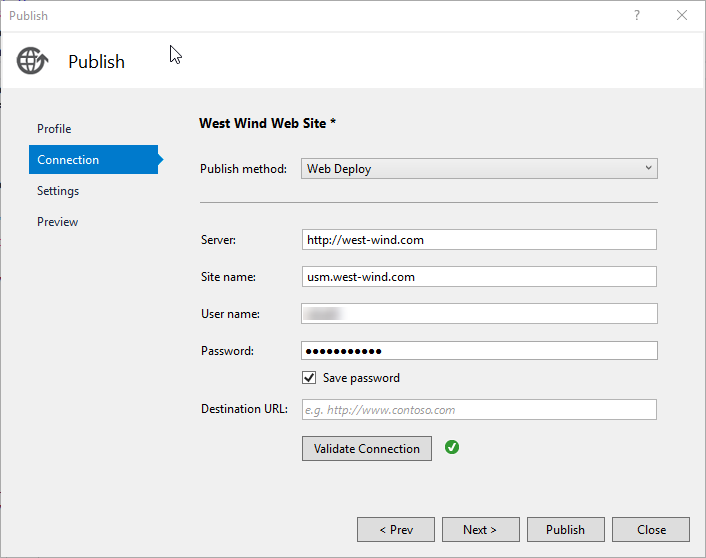 Publish
?
Publish
Profile
Connection
Settings
Preview
West Wind Web Site *
Publish method: Web Deploy
Server: http://west-wind.com
Site name: usm.west-wind.com
User name:
Password: ●●●●●●●●●●●
Save password
Destination URL: e.g. http://www.contoso.com
Validate Connection
< Prev Next > Publish Close